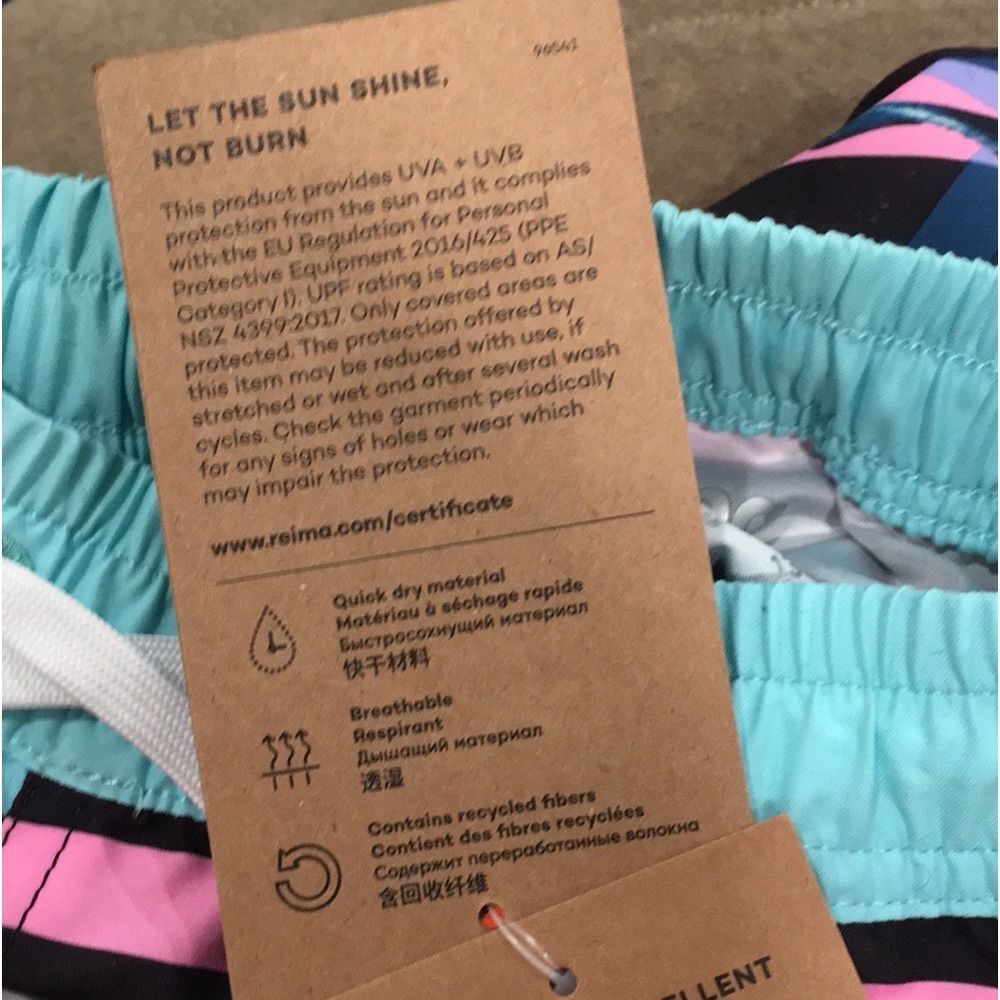 96541
LET THE SUN SHINE,
NOT BURN
This product provides UVA + UVB
protection from the sun and it complies
with the EU Regulation for Personal
Protective Equipment 2016/425 (PPE
Category I). UPF rating is based on AS/
NSZ 4399:2017. Only covered areas are
protected. The protection offered by
this item may be reduced with use, if
stretched or wet and after several wash
cycles. Check the garment periodically
for any signs of holes or wear which
may impair the protection.
www.reima.com/certificate
Quick dry material
Matériau à séchage rapide
Быстросохнущий материал
快干材料
Breathable
Respirant
Дышащий материал
透湿
Contains recycled fibers
Contient des fibres recyclées
Содержит переработанные волокна
含回收纤维
ELLENT